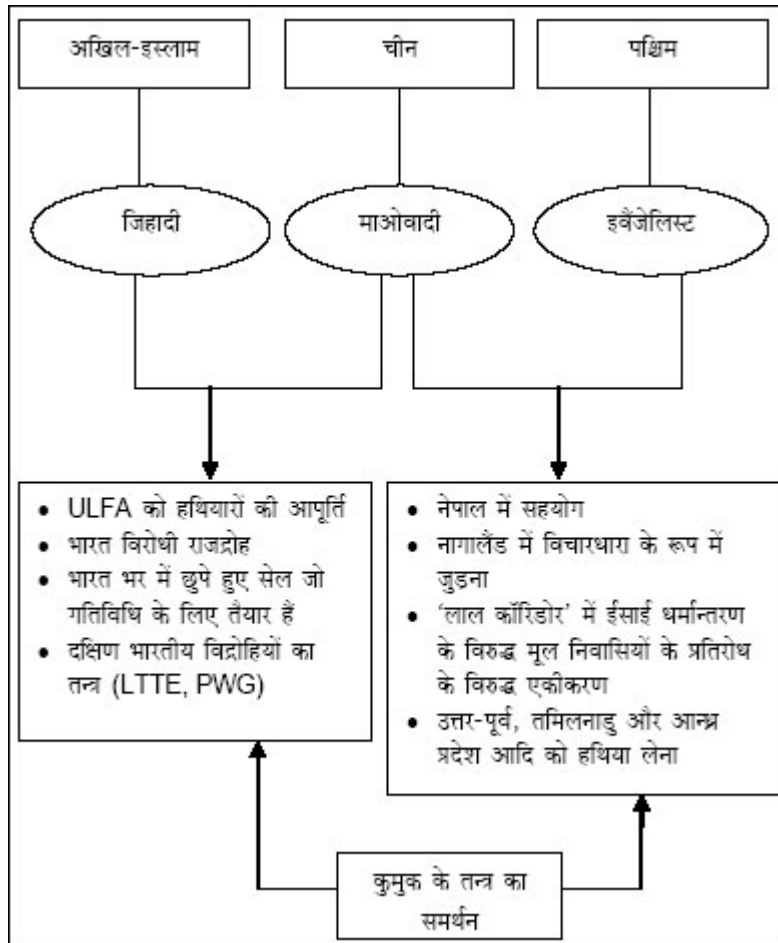 अखिल-इस्लाम
चीन
पश्चिम
जिहादी
माओवादी
इवैंजेलिस्ट
• ULFA को हथियारों की आपूर्ति
• भारत विरोधी राजद्रोह
• भारत भर में छुपे हुए सेल जो
गतिविधि के लिए तैयार हैं
• दक्षिण भारतीय विद्रोहियों का
तन्त्र (LTTE, PWG)
• नेपाल में सहयोग
• नागालैंड में विचारधारा के रूप में
जुड़ना
• ‘लाल कॉरिडोर’ में ईसाई धर्मान्तरण
के विरुद्ध मूल निवासियों के प्रतिरोध
के विरुद्ध एकीकरण
• उत्तर-पूर्व, तमिलनाडु और आन्ध्र
प्रदेश आदि को हथिया लेना
कुमुक के तन्त्र का
समर्थन